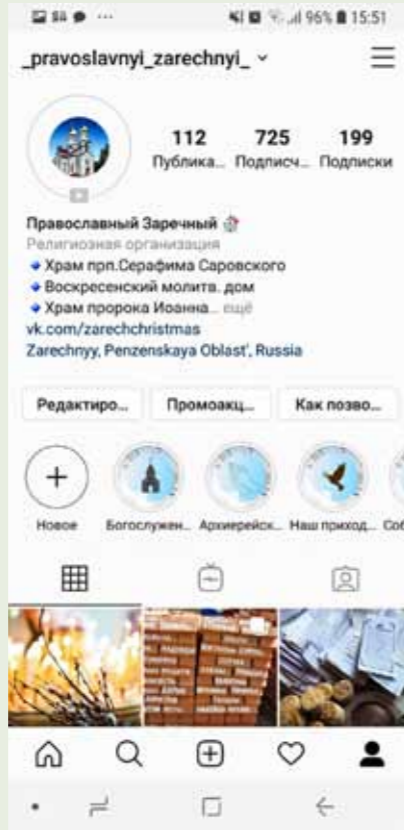 96% 15:51
_pravoslavnyi_zarechnyi_
112 725 199
Публика... Подписч... Подписки
Православный Заречный
Религиозная организация
Храм прп.Серафима Саровского
Воскресенский молитв. дом
Храм пророка Иоанна... ещё
vk.com/zarechchristmas
Zarechnyy, Penzenskaya Oblast', Russia
Редактиро... Промоакц... Как позво...
Новое Богослужен... Архиерейск... Наш приход... Соб